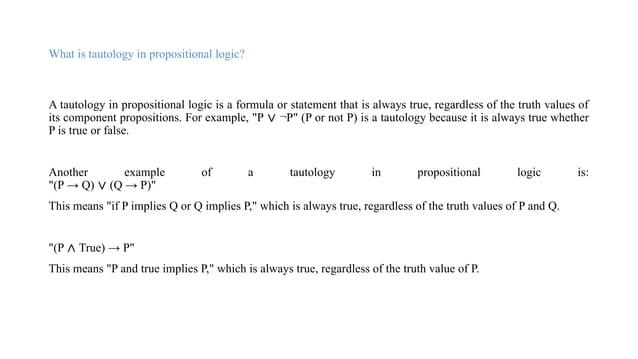 What is tautology in propositional logic?
A tautology in propositional logic is a formula or statement that is always true, regardless of the truth values of
its component propositions. For example, "P ∨ ¬P" (P or not P) is a tautology because it is always true whether
P is true or false.
Another example of a tautology in propositional logic is:
"(P → Q) ∨ (Q → P)"
This means "if P implies Q or Q implies P," which is always true, regardless of the truth values of P and Q.
"(P ∧ True) → P"
This means "P and true implies P," which is always true, regardless of the truth value of P.